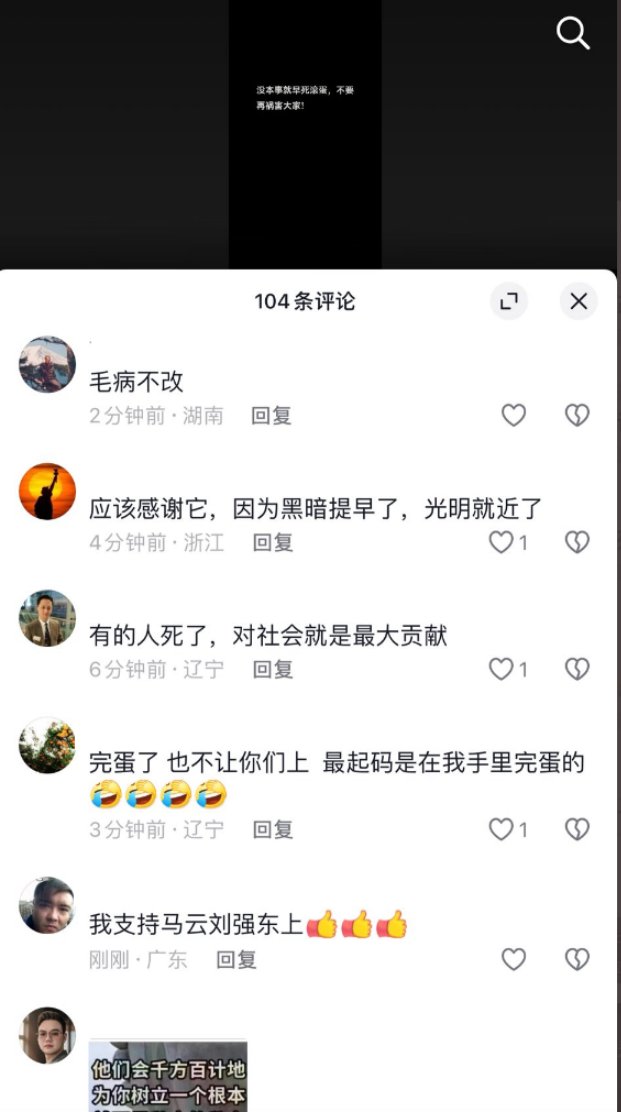 没本事就早死滚蛋，不要
再祸害大家！
104条评论
毛病不改
2分钟前 · 湖南 回复
应该感谢它，因为黑暗提早了，光明就近了
4分钟前 · 浙江 回复 1
有的人死了，对社会就是最大贡献
6分钟前 · 辽宁 回复 1
完蛋了 也不让你们上 最起码是在我手里完蛋的
🤣🤣🤣🤣
3分钟前 · 辽宁 回复 1
我支持马云刘强东上👍👍👍
刚刚 · 广东 回复
他们会千方百计地
为你树立一个根本